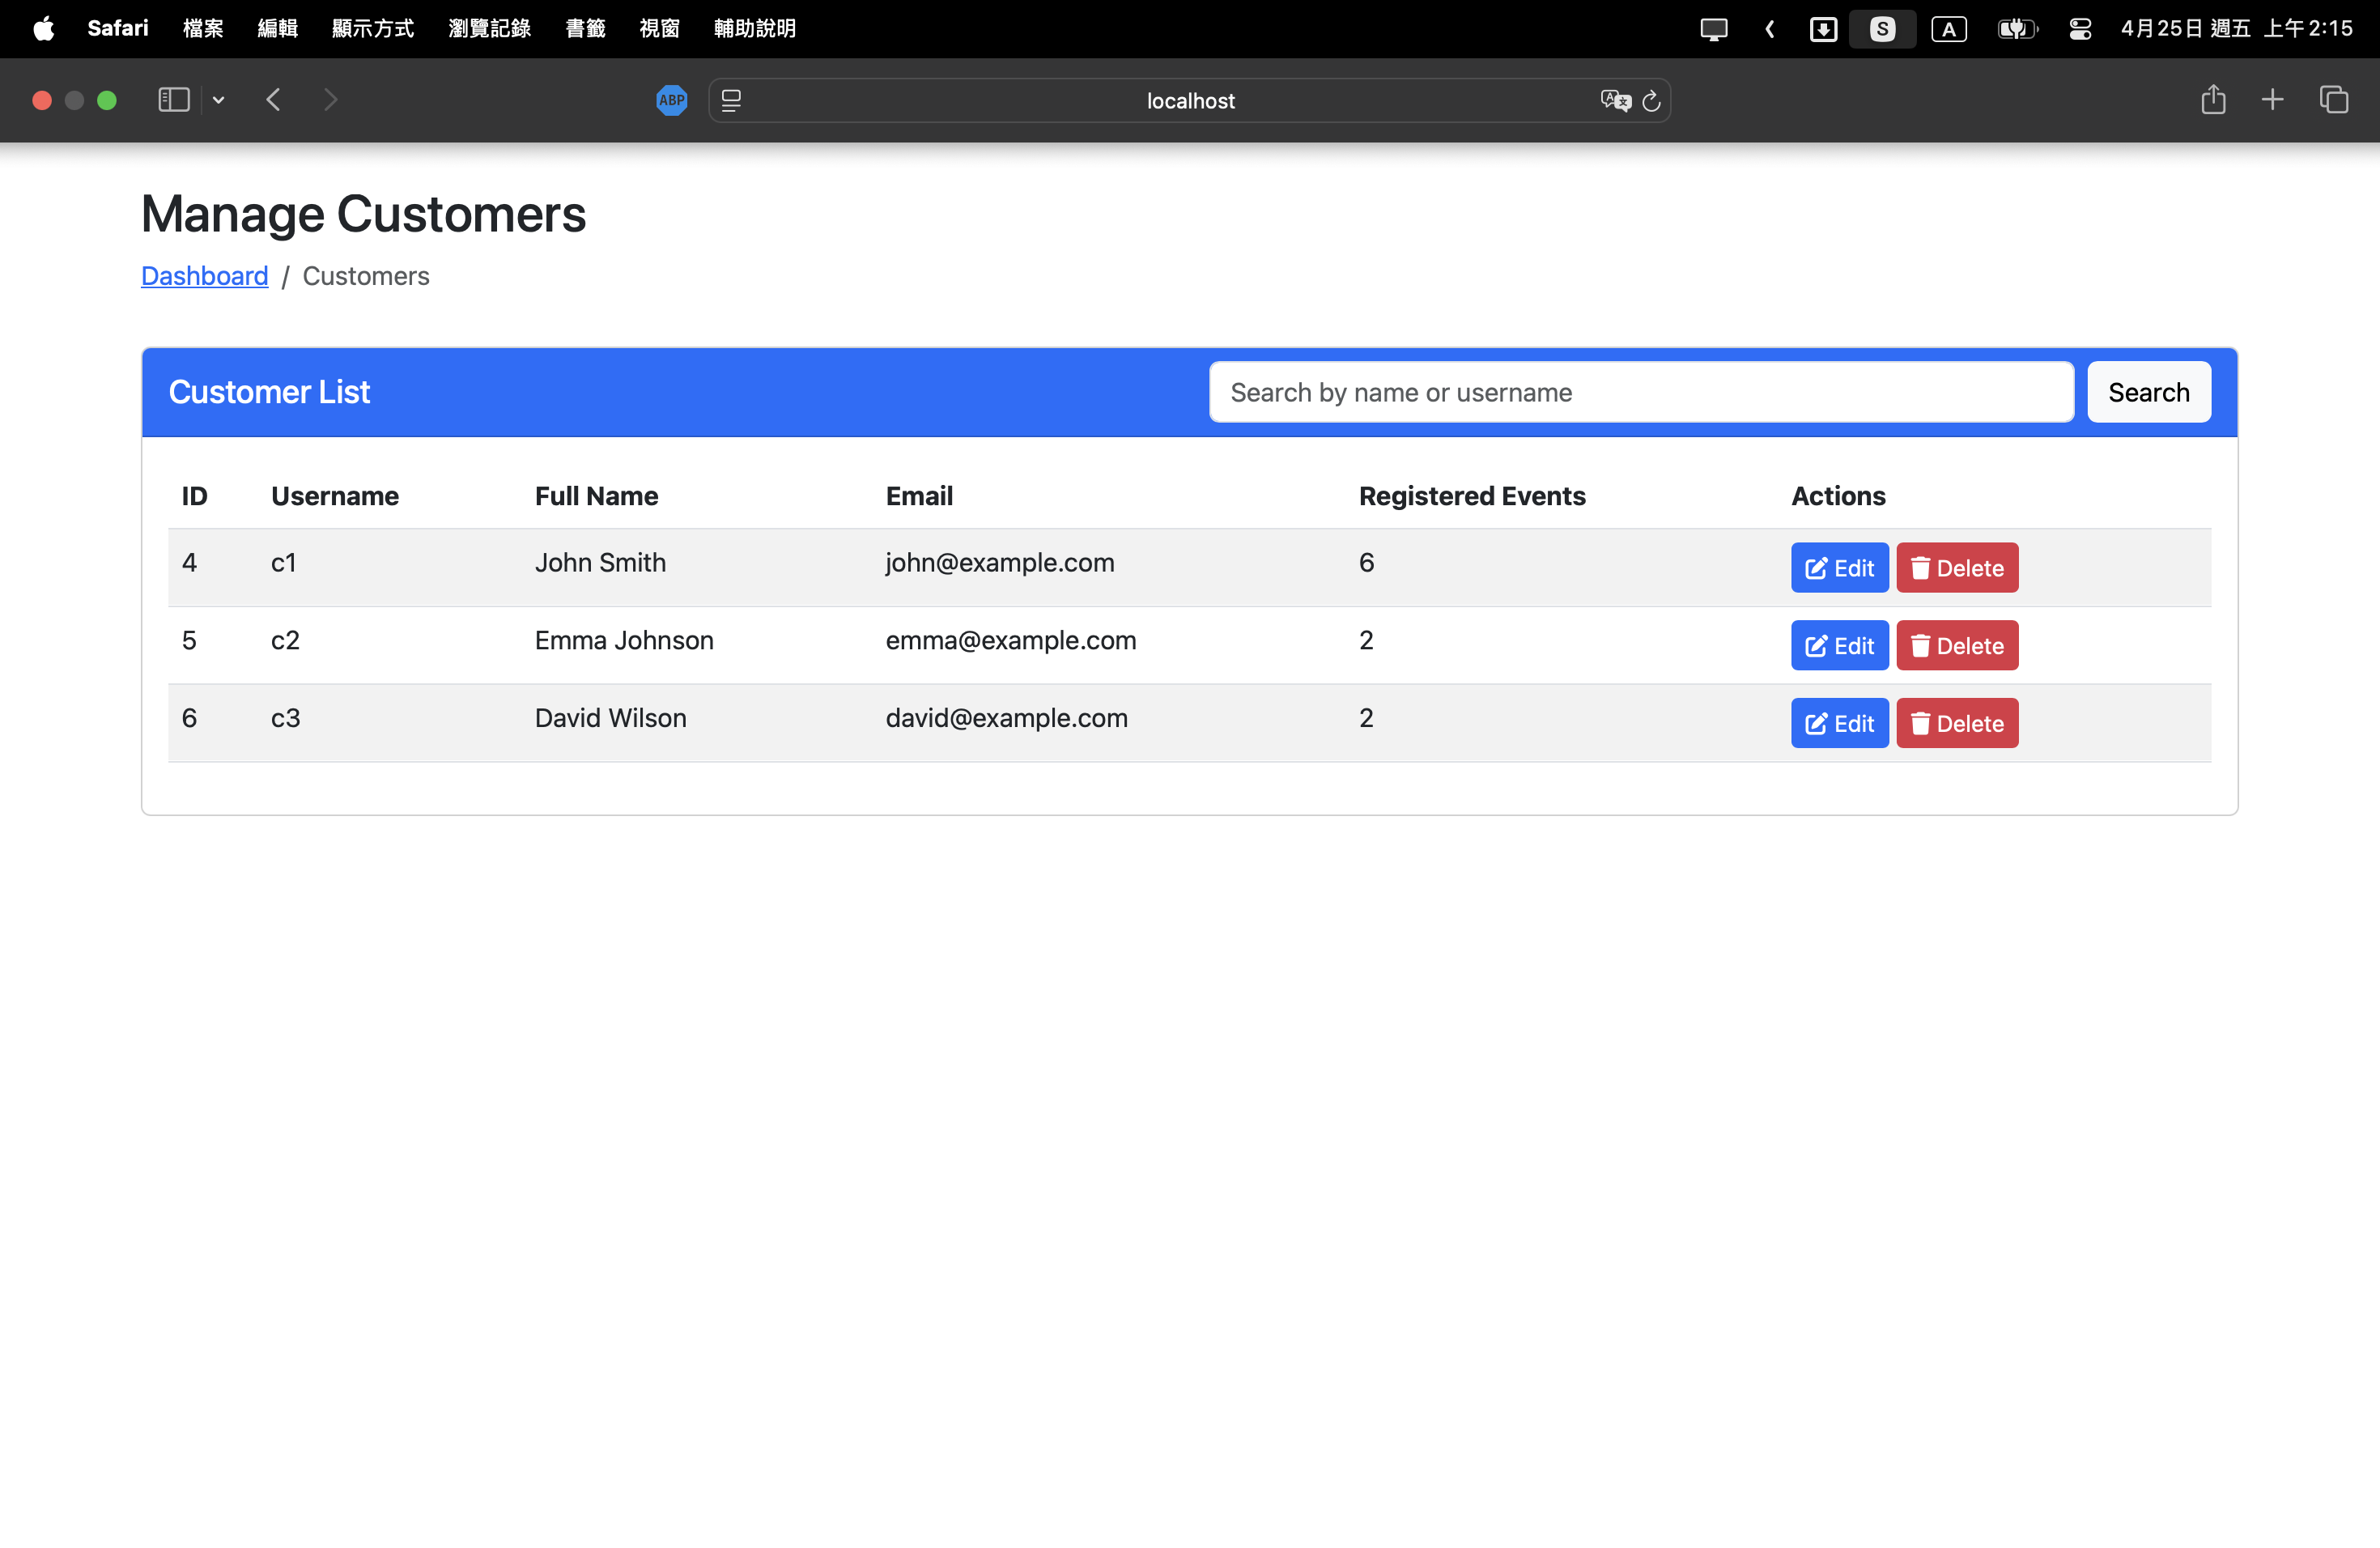 Safari 檔案 編輯 顯示方式 瀏覽記錄 書籤 視窗 輔助說明 S A 4月25日 週五 上午2:15
ABP localhost
Manage Customers
Dashboard / Customers
Customer List Search by name or username Search
ID Username Full Name Email Registered Events Actions
4 c1 John Smith john@example.com 6 Edit Delete
5 c2 Emma Johnson emma@example.com 2 Edit Delete
6 c3 David Wilson david@example.com 2 Edit Delete